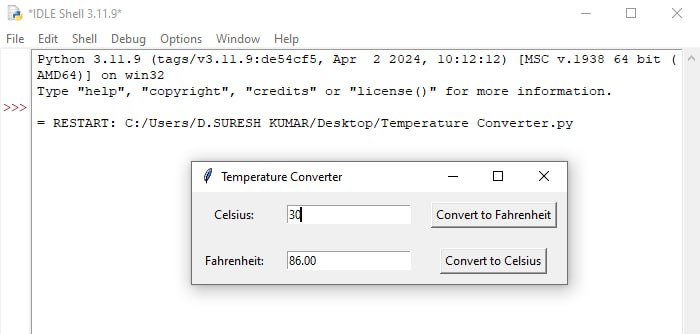 *IDLE Shell 3.11.9*
File Edit Shell Debug Options Window Help
Python 3.11.9 (tags/v3.11.9:de54cf5, Apr  2 2024, 10:12:12) [MSC v.1938 64 bit (
AMD64)] on win32
Type "help", "copyright", "credits" or "license()" for more information.
>>>
= RESTART: C:/Users/D.SURESH KUMAR/Desktop/Temperature Converter.py
Temperature Converter
Celsius: 30 Convert to Fahrenheit
Fahrenheit: 86.00 Convert to Celsius